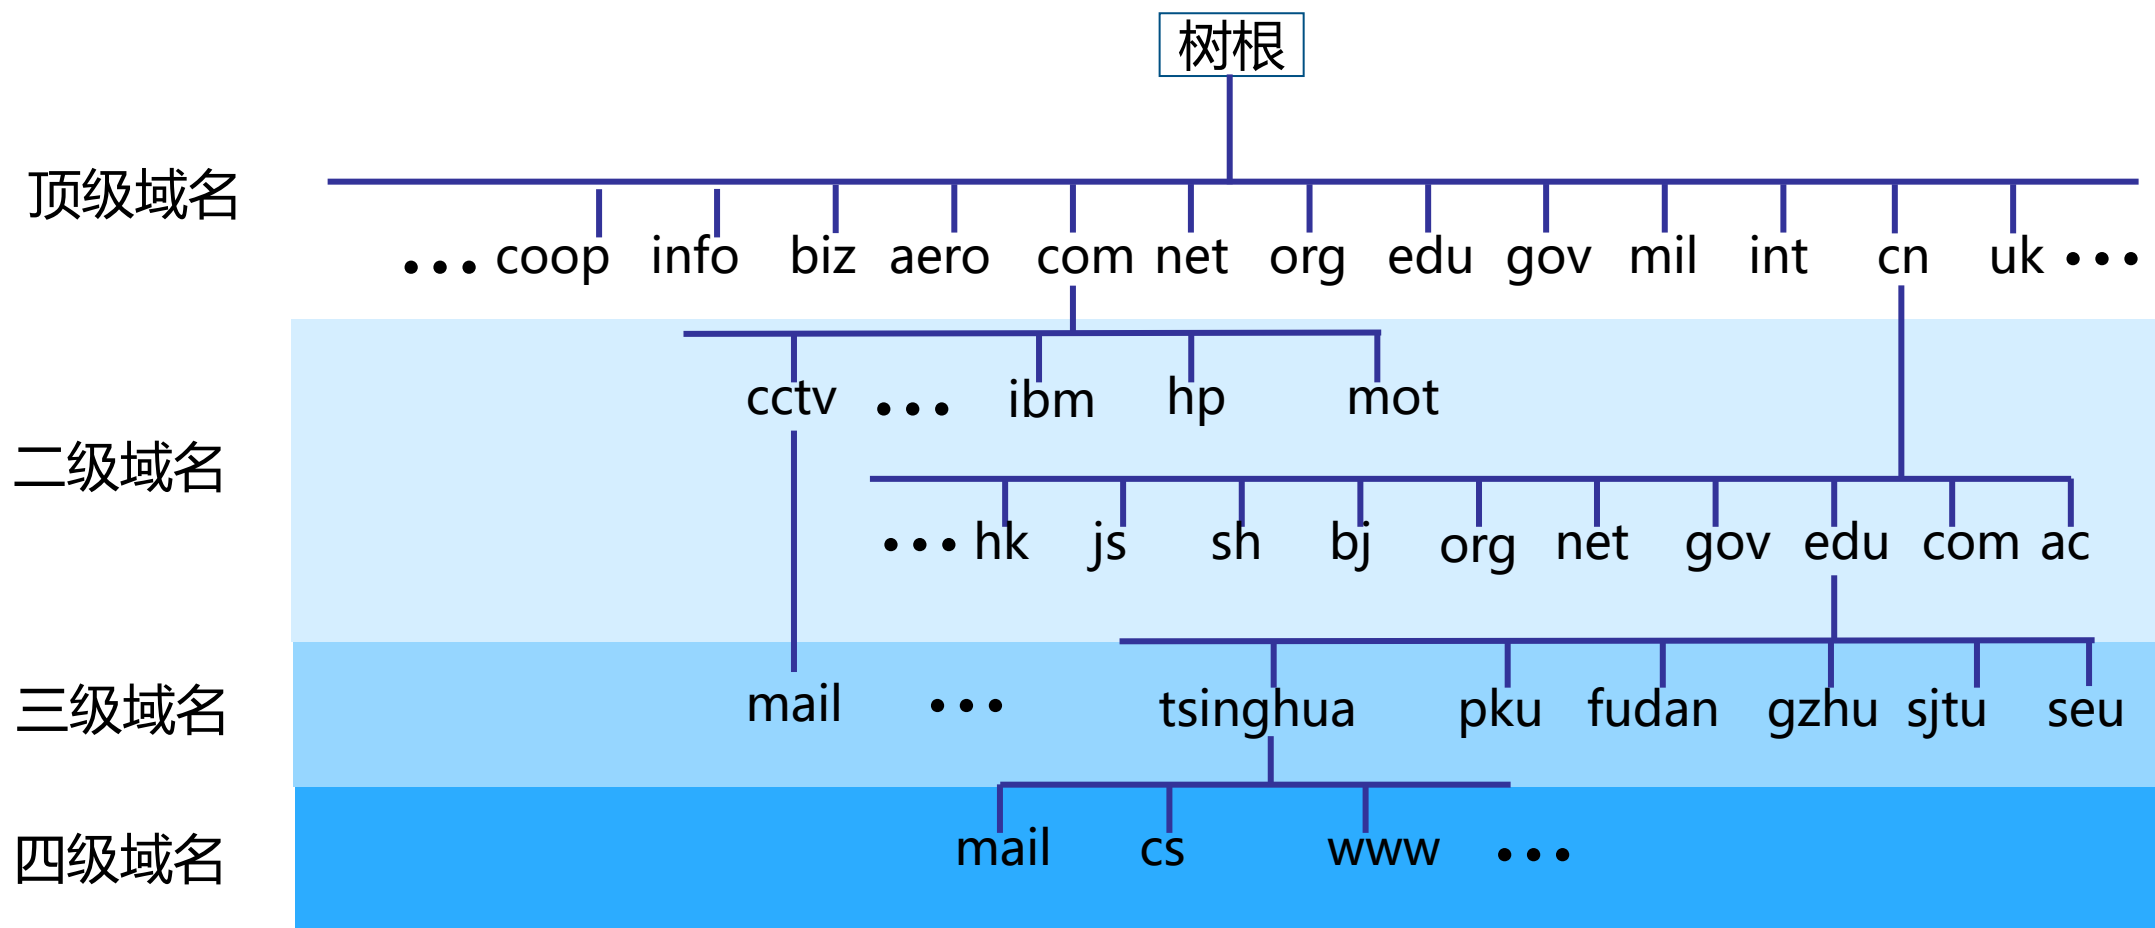 树根
顶级域名
••• coop info biz aero com net org edu gov mil int cn uk •••
cctv ••• ibm hp mot
二级域名
••• hk js sh bj org net gov edu com ac
三级域名
mail ••• tsinghua pku fudan gzhu sjtu seu
四级域名
mail cs www •••